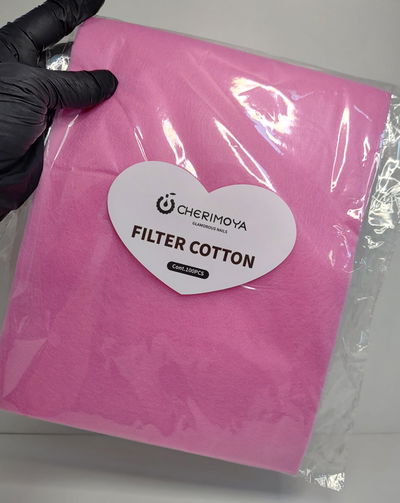 CHERIMOYA
GLAMOROUS NAILS
FILTER COTTON
Cont.100PCS